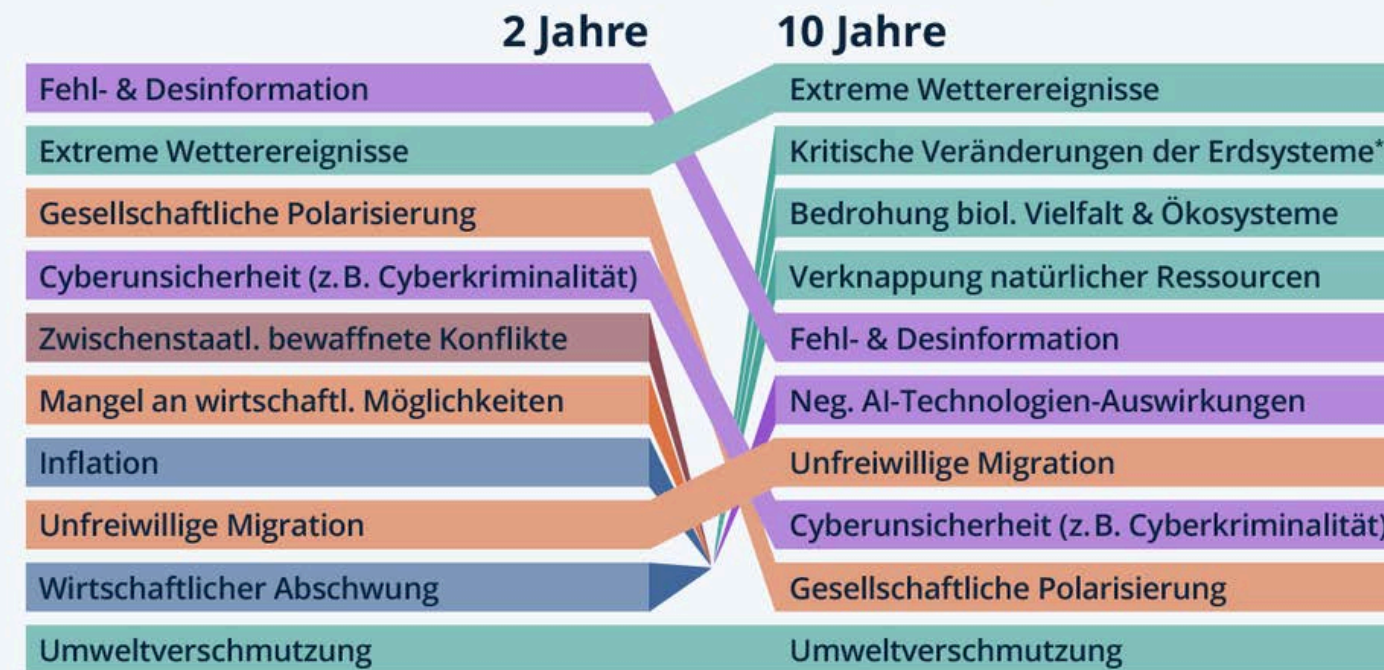 2 Jahre
10 Jahre
Fehl- & Desinformation
Extreme Wetterereignisse
Gesellschaftliche Polarisierung
Cyberunsicherheit (z. B. Cyberkriminalität)
Zwischenstaatl. bewaffnete Konflikte
Mangel an wirtschaftl. Möglichkeiten
Inflation
Unfreiwillige Migration
Wirtschaftlicher Abschwung
Umweltverschmutzung
Extreme Wetterereignisse
Kritische Veränderungen der Erdsysteme*
Bedrohung biol. Vielfalt & Ökosysteme
Verknappung natürlicher Ressourcen
Fehl- & Desinformation
Neg. AI-Technologien-Auswirkungen
Unfreiwillige Migration
Cyberunsicherheit (z. B. Cyberkriminalität)
Gesellschaftliche Polarisierung
Umweltverschmutzung